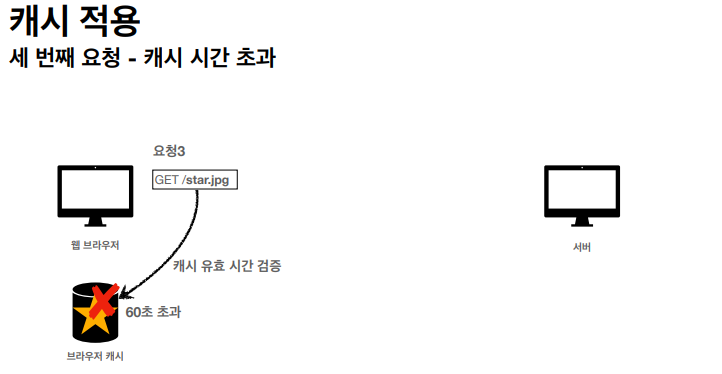 캐시 적용
세 번째 요청 - 캐시 시간 초과
요청3
GET /star.jpg
웹 브라우저
서버
캐시 유효 시간 검증
60초 초과
브라우저 캐시